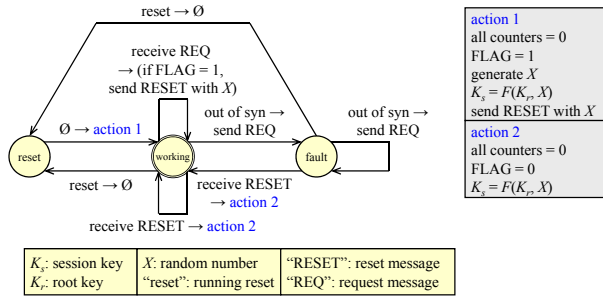 reset → Ø
receive REQ
→ (if FLAG = 1,
send RESET with X)
out of syn →
send REQ
out of syn →
send REQ
Ø → action 1
reset
working
fault
reset → Ø
receive RESET
→ action 2
receive RESET → action 2
action 1
all counters = 0
FLAG = 1
generate X
Ks = F(Kr, X)
send RESET with X
action 2
all counters = 0
FLAG = 0
Ks = F(Kr, X)
Ks: session key
Kr: root key
X: random number
"reset": running reset
"RESET": reset message
"REQ": request message